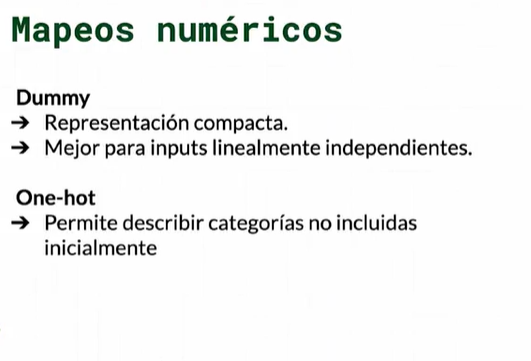 Mapeos numéricos
Dummy
➔ Representación compacta.
➔ Mejor para inputs linealmente independientes.
One-hot
➔ Permite describir categorías no incluidas
inicialmente